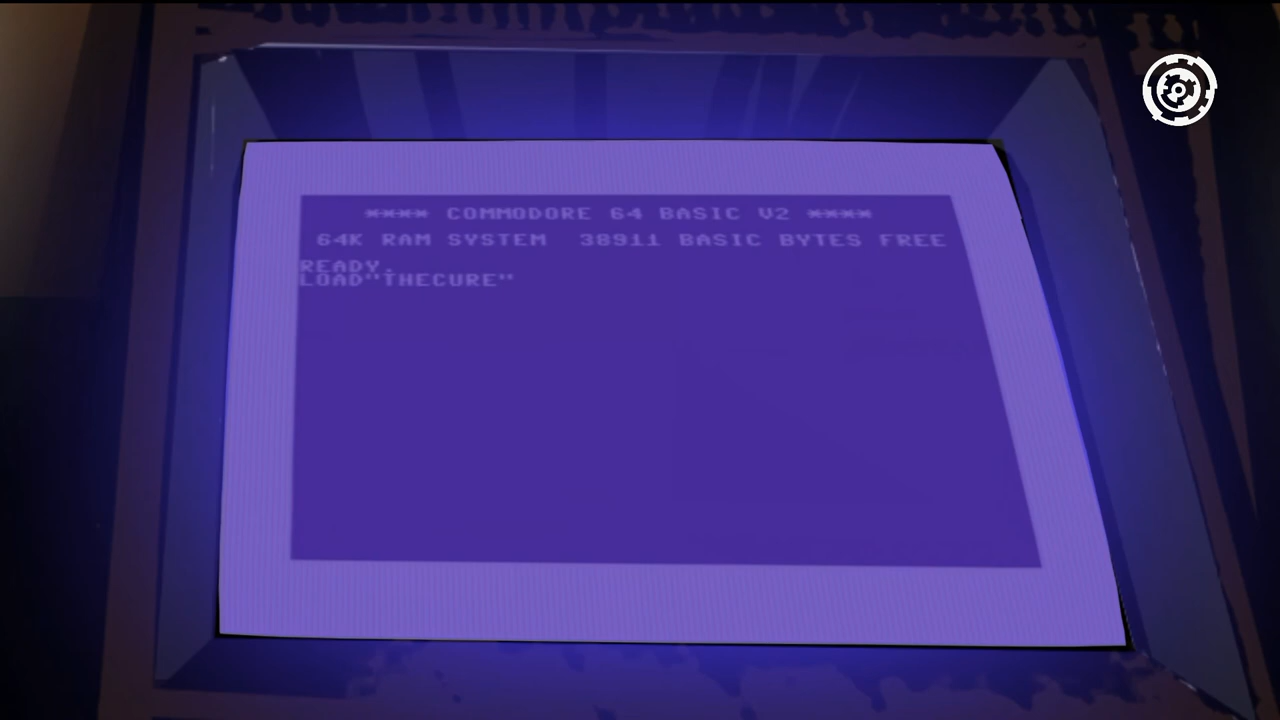 **** COMMODORE 64 BASIC V2 ****
64K RAM SYSTEM  38911 BASIC BYTES FREE
READY.
LOAD"THECURE"